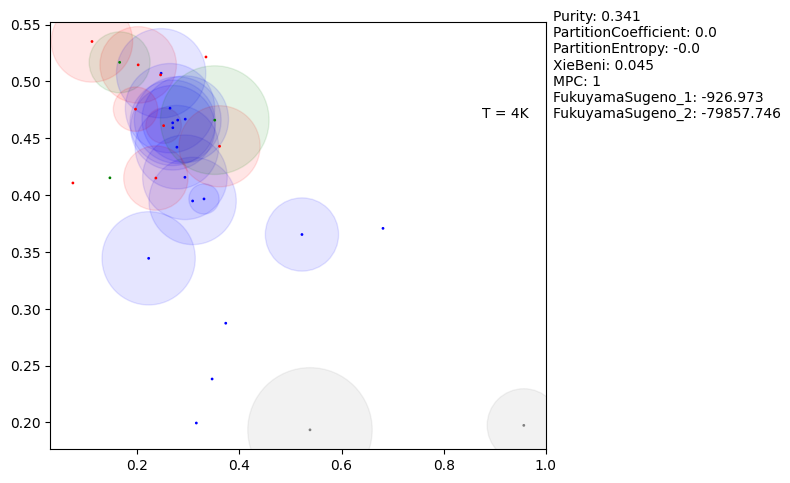 Purity: 0.341
PartitionCoefficient: 0.0
PartitionEntropy: -0.0
XieBeni: 0.045
MPC: 1
FukuyamaSugeno_1: -926.973
FukuyamaSugeno_2: -79857.746
T = 4K
0.55
0.50
0.45
0.40
0.35
0.30
0.25
0.20
0.2
0.4
0.6
0.8
1.0